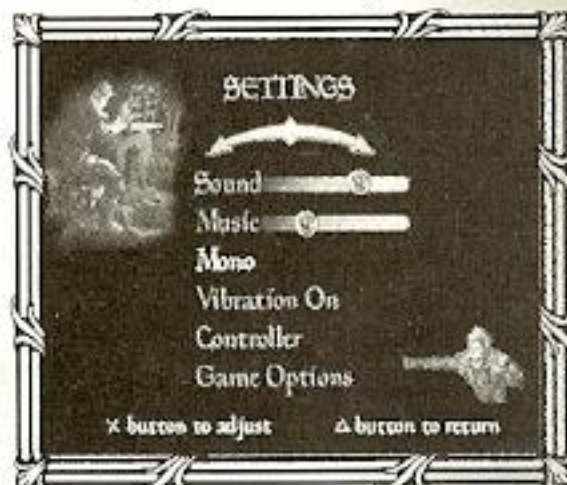 SETTINGS
Sound
Music
Mono
Vibration On
Controller
Game Options
X button to adjust △ button to return